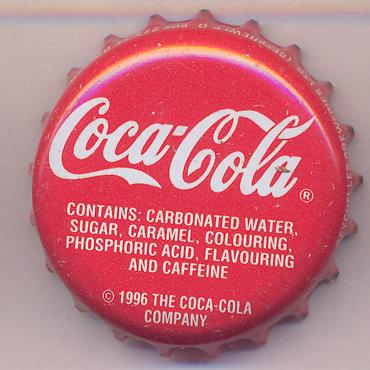 Coca-Cola ®
CONTAINS: CARBONATED WATER,
SUGAR, CARAMEL, COLOURING,
PHOSPHORIC ACID, FLAVOURING
AND CAFFEINE
© 1996 THE COCA-COLA
COMPANY